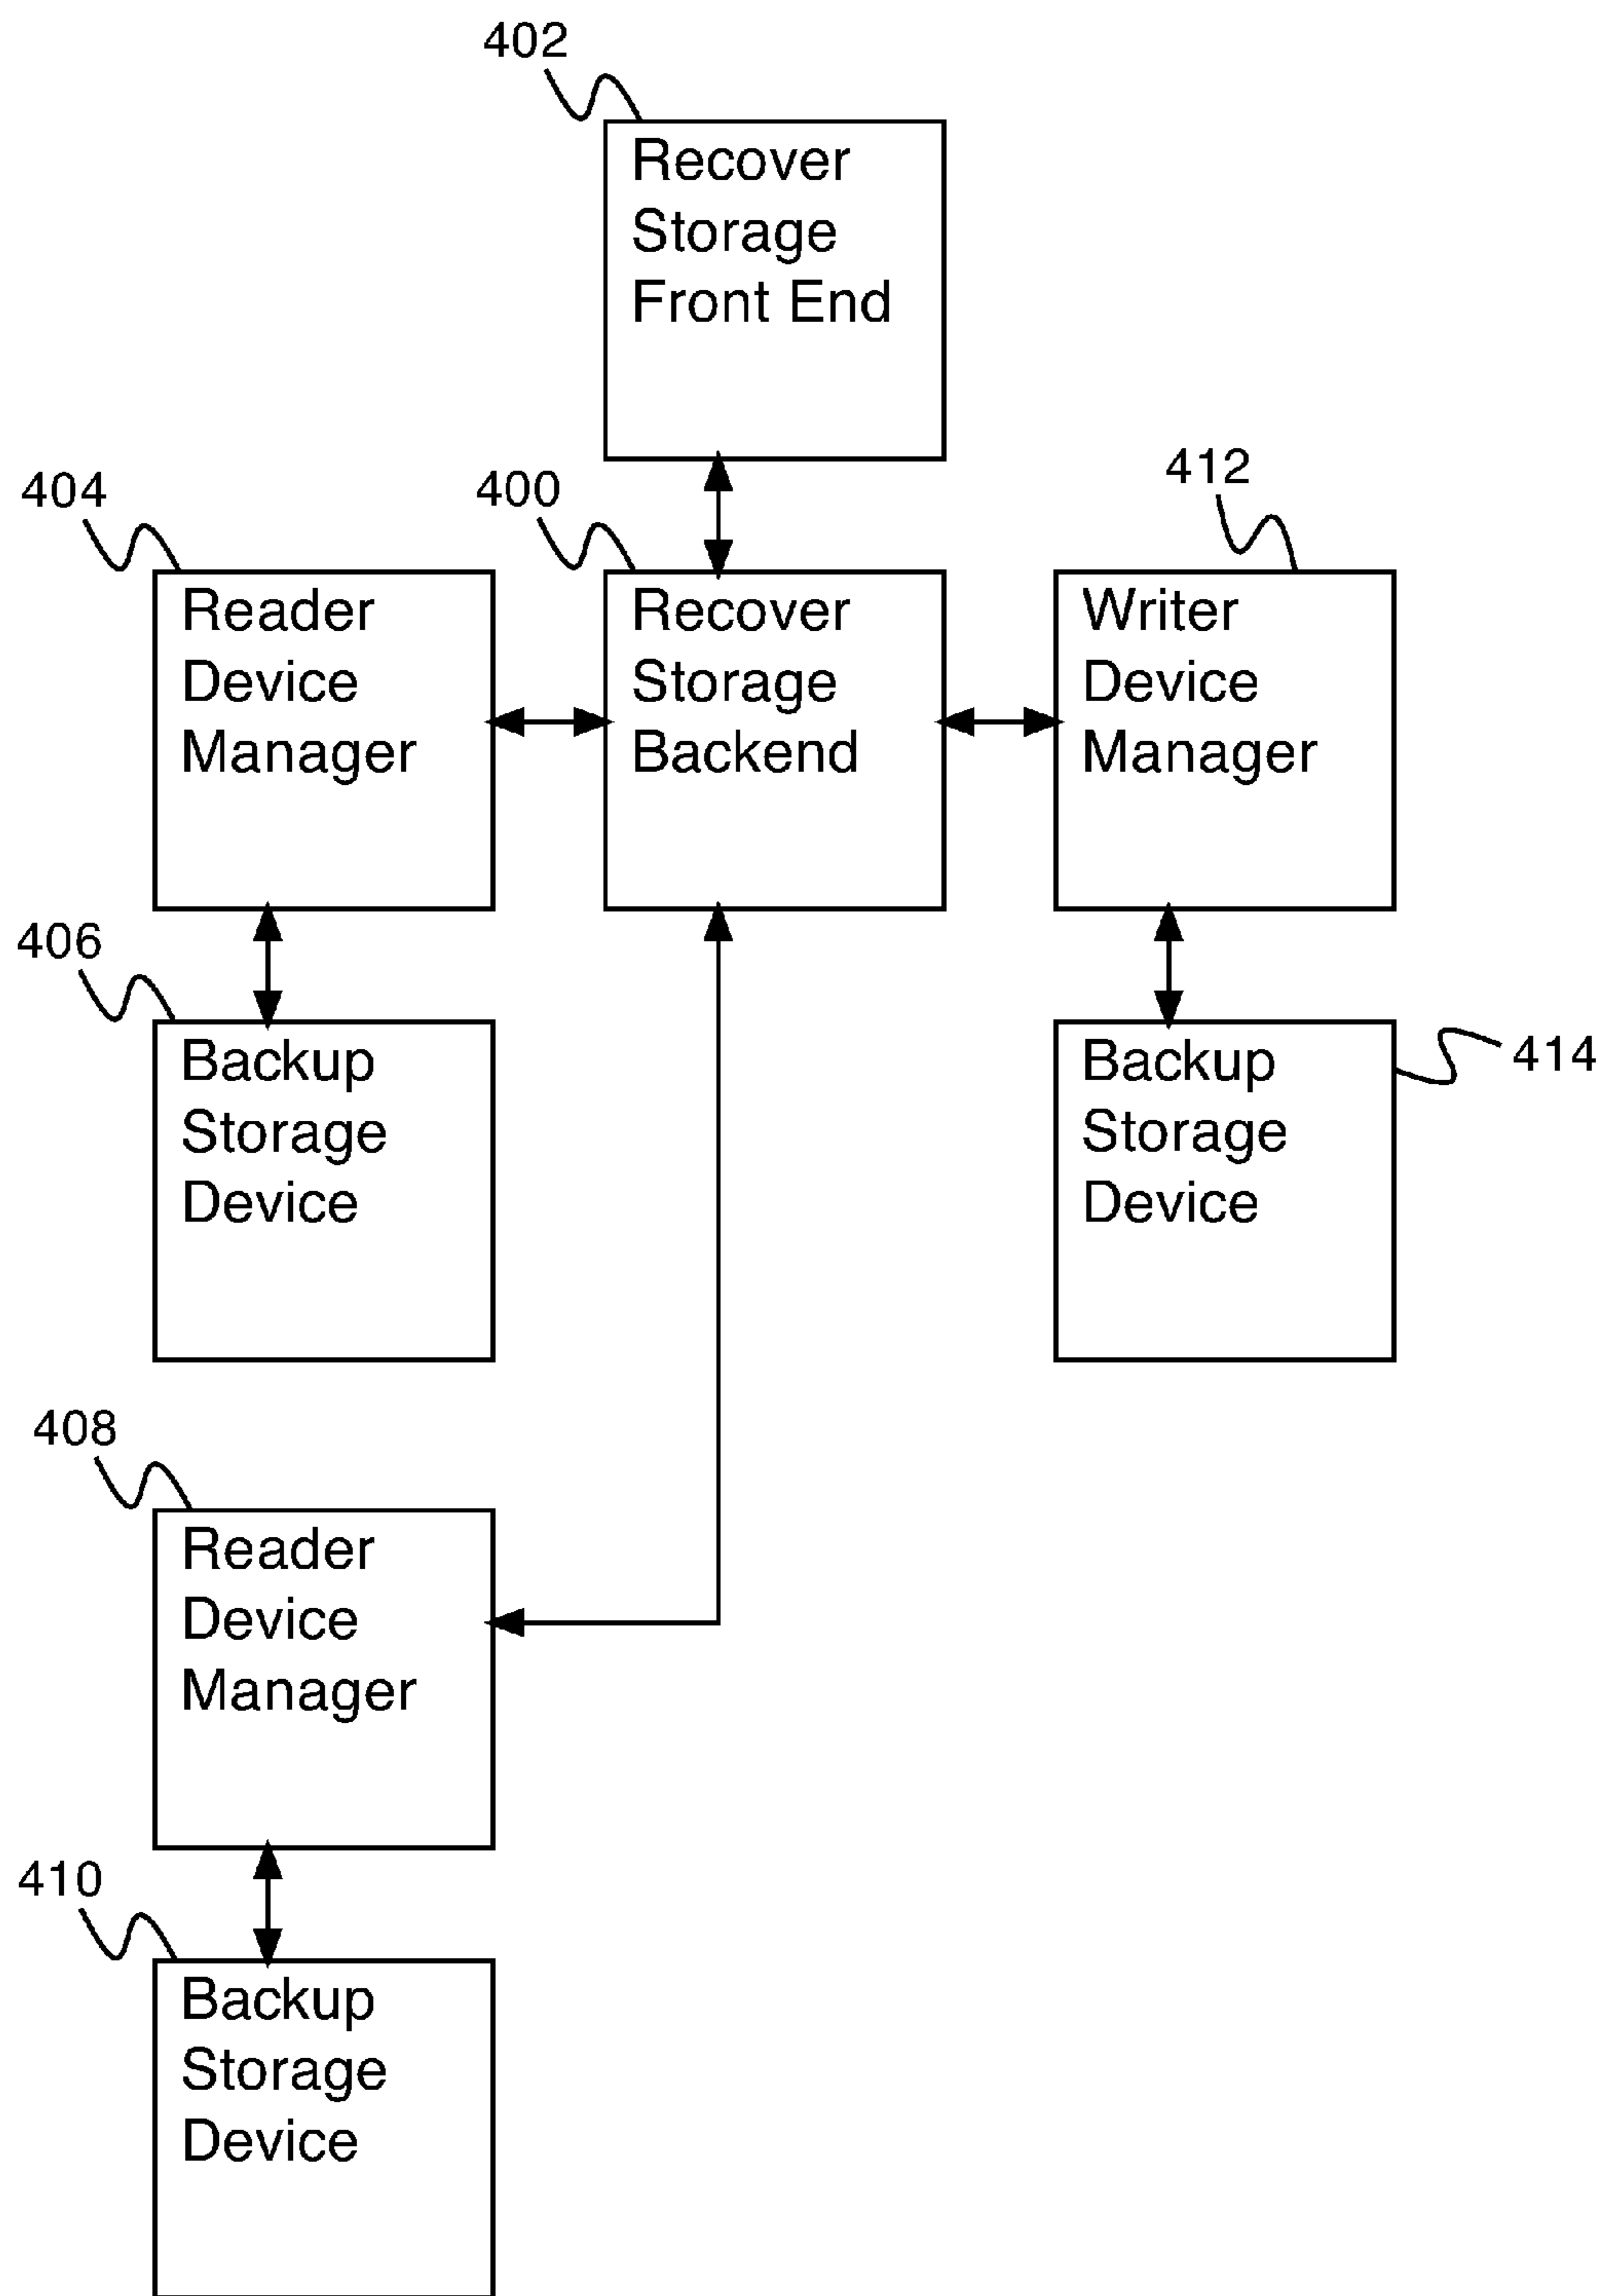 402
Recover
Storage
Front End
404
400
412
Reader
Device
Manager
Recover
Storage
Backend
Writer
Device
Manager
406
Backup
Storage
Device
Backup
Storage
Device
414
408
Reader
Device
Manager
410
Backup
Storage
Device